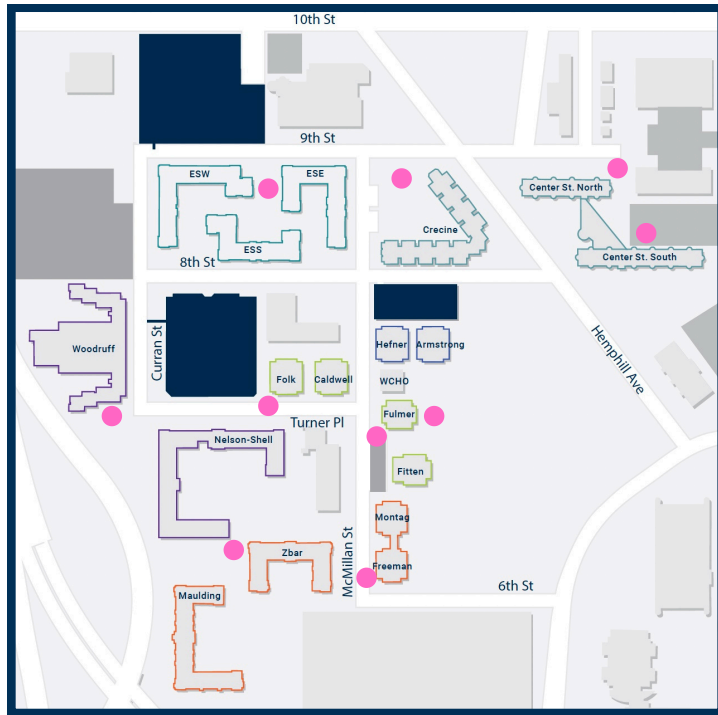 10th St
9th St
ESW
ESE
Center St. North
Crecine
ESS
8th St
Center St. South
Curran St
Hemphill Ave
Woodruff
Hefner
Armstrong
Folk
Caldwell
WCHO
Fulmer
Turner Pl
Nelson-Shell
Fitten
Montag
McMillan St
Zbar
Freeman
6th St
Maulding